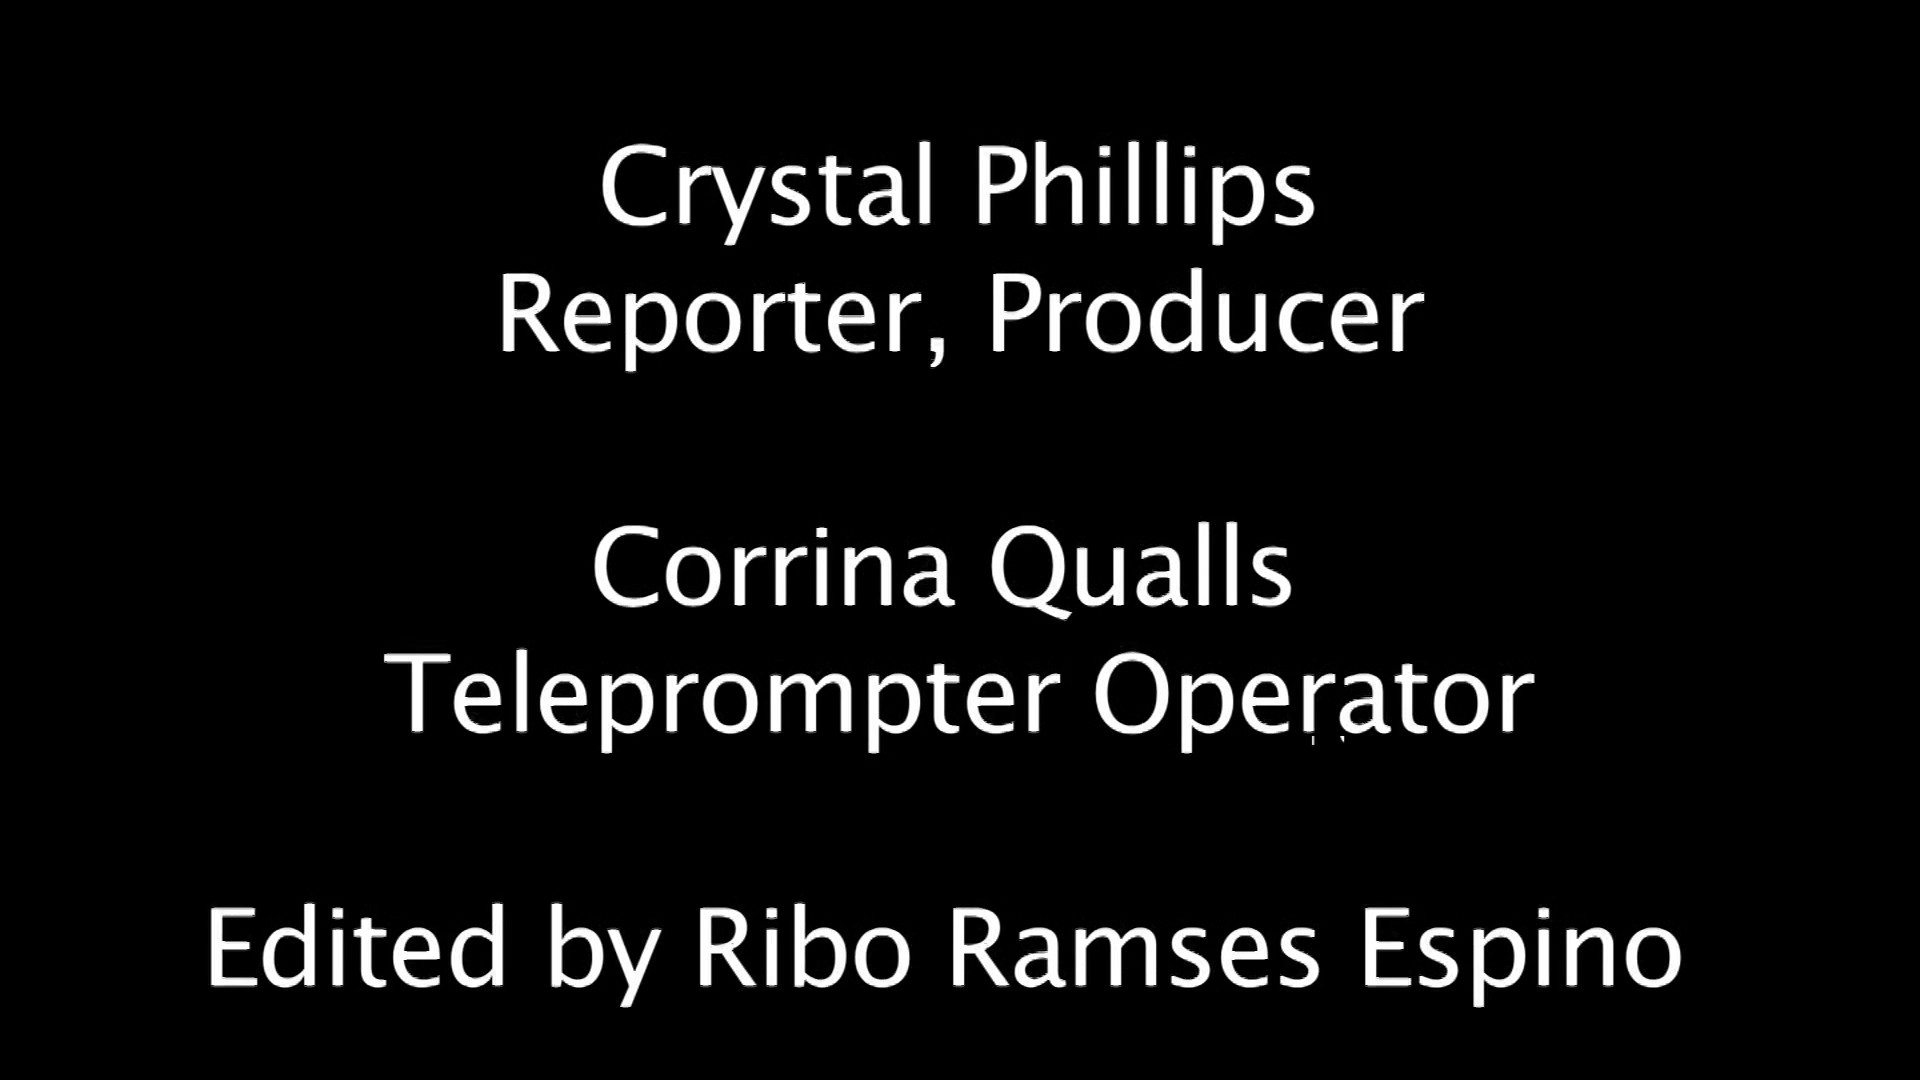 Crystal Phillips
Reporter, Producer
Corrina Qualls
Teleprompter Operator
Edited by Ribo Ramses Espino